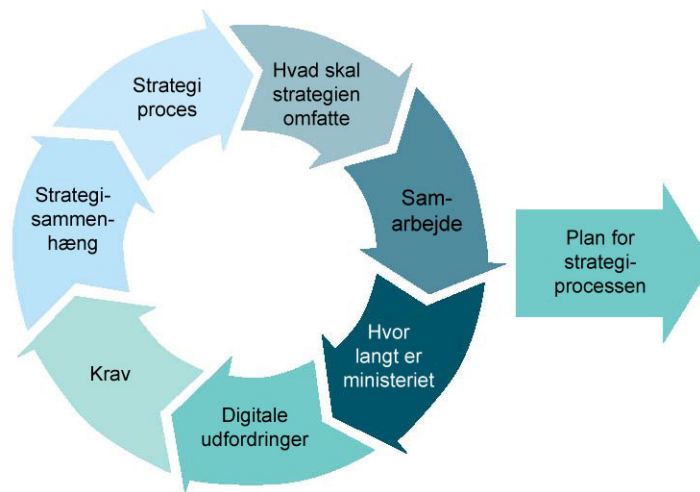 Strategi
proces
Hvad skal
strategien
omfatte
Sam-
arbejde
Hvor
langt er
ministeriet
Digitale
udfordringer
Krav
Strategi-
sammen-
hæng
Plan for
strategi-
processen